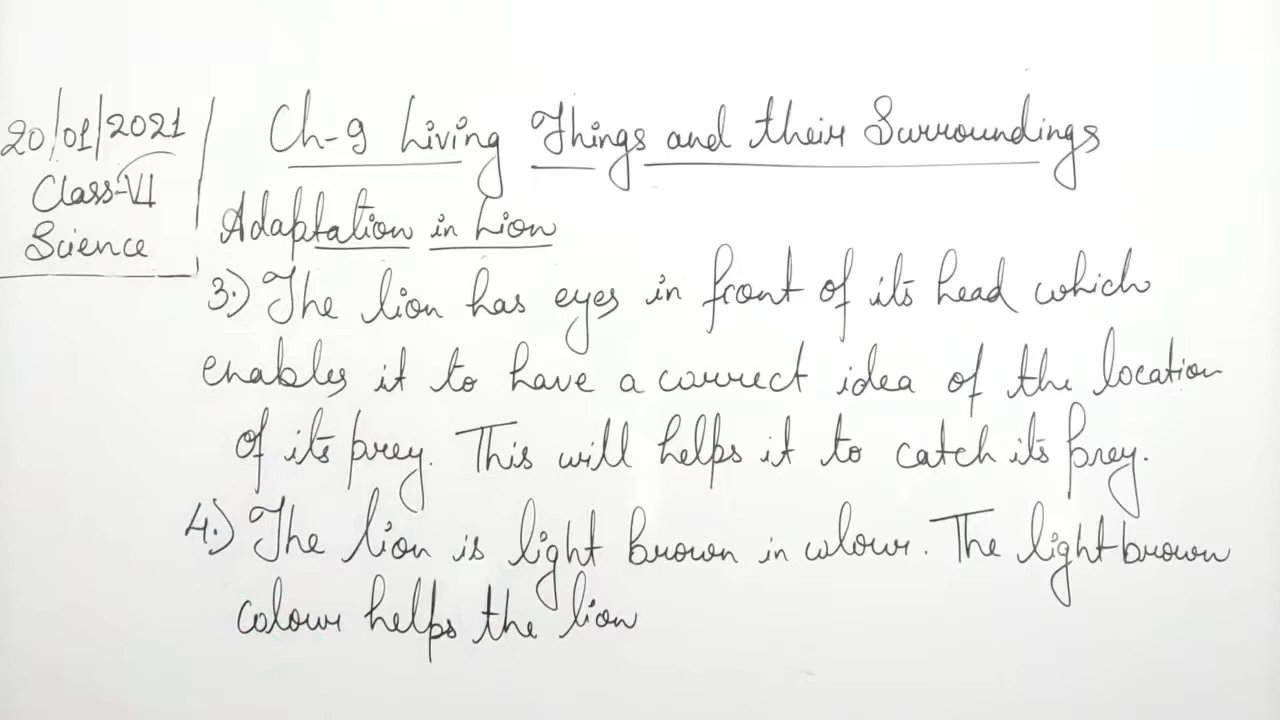 20/01/2021
Class-VI
Science
Ch-9 Living Things and their Surroundings
Adaptation in Lion
3.) The lion has eyes in front of its head which
enables it to have a correct idea of the location
of its prey. This will helps it to catch its prey.
4.) The lion is light brown in colour. The light brown
colour helps the lion